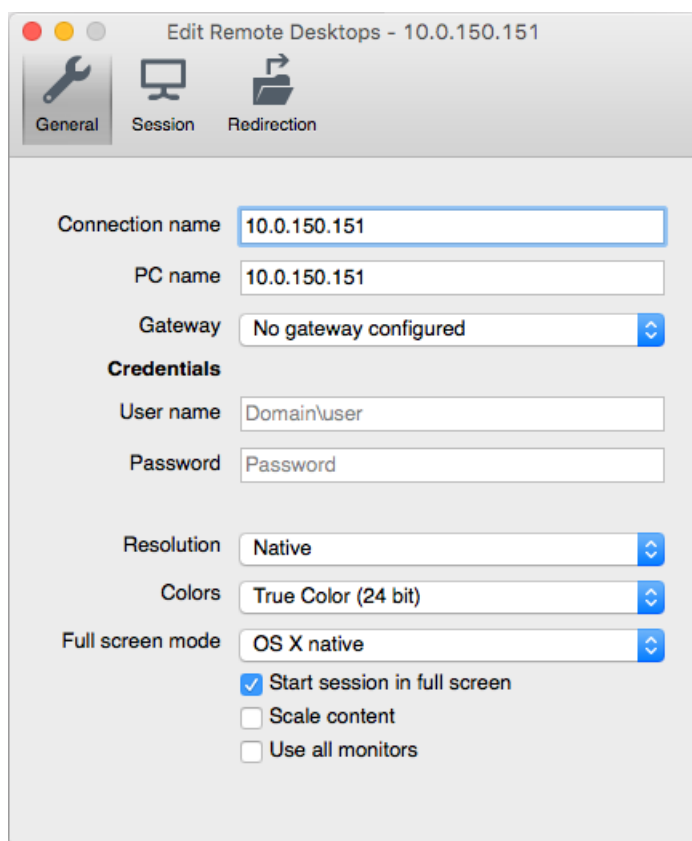 Edit Remote Desktops - 10.0.150.151
General Session Redirection
Connection name 10.0.150.151
PC name 10.0.150.151
Gateway No gateway configured
Credentials
User name Domain\user
Password Password
Resolution Native
Colors True Color (24 bit)
Full screen mode OS X native
Start session in full screen
Scale content
Use all monitors